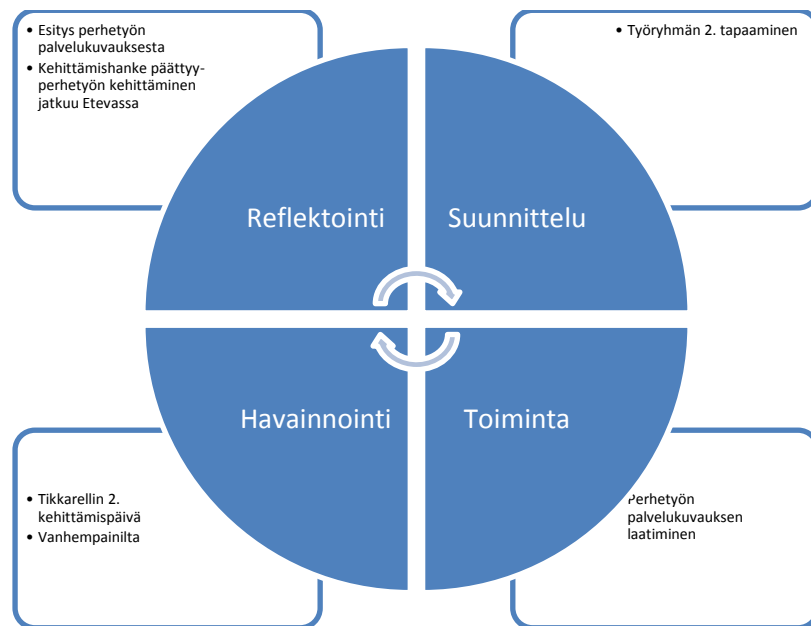 • Esitys perhetyön
palvelukuvauksesta
• Kehittämishanke päättyy-
perhetyön kehittäminen
jatkuu Etevassa
• Työryhmän 2. tapaaminen
Reflektointi
Suunnittelu
Havainnointi
Toiminta
• Tikkarellin 2.
kehittämispäivä
• Vanhempainilta
Perhetyön
palvelukuvauksen
laatiminen